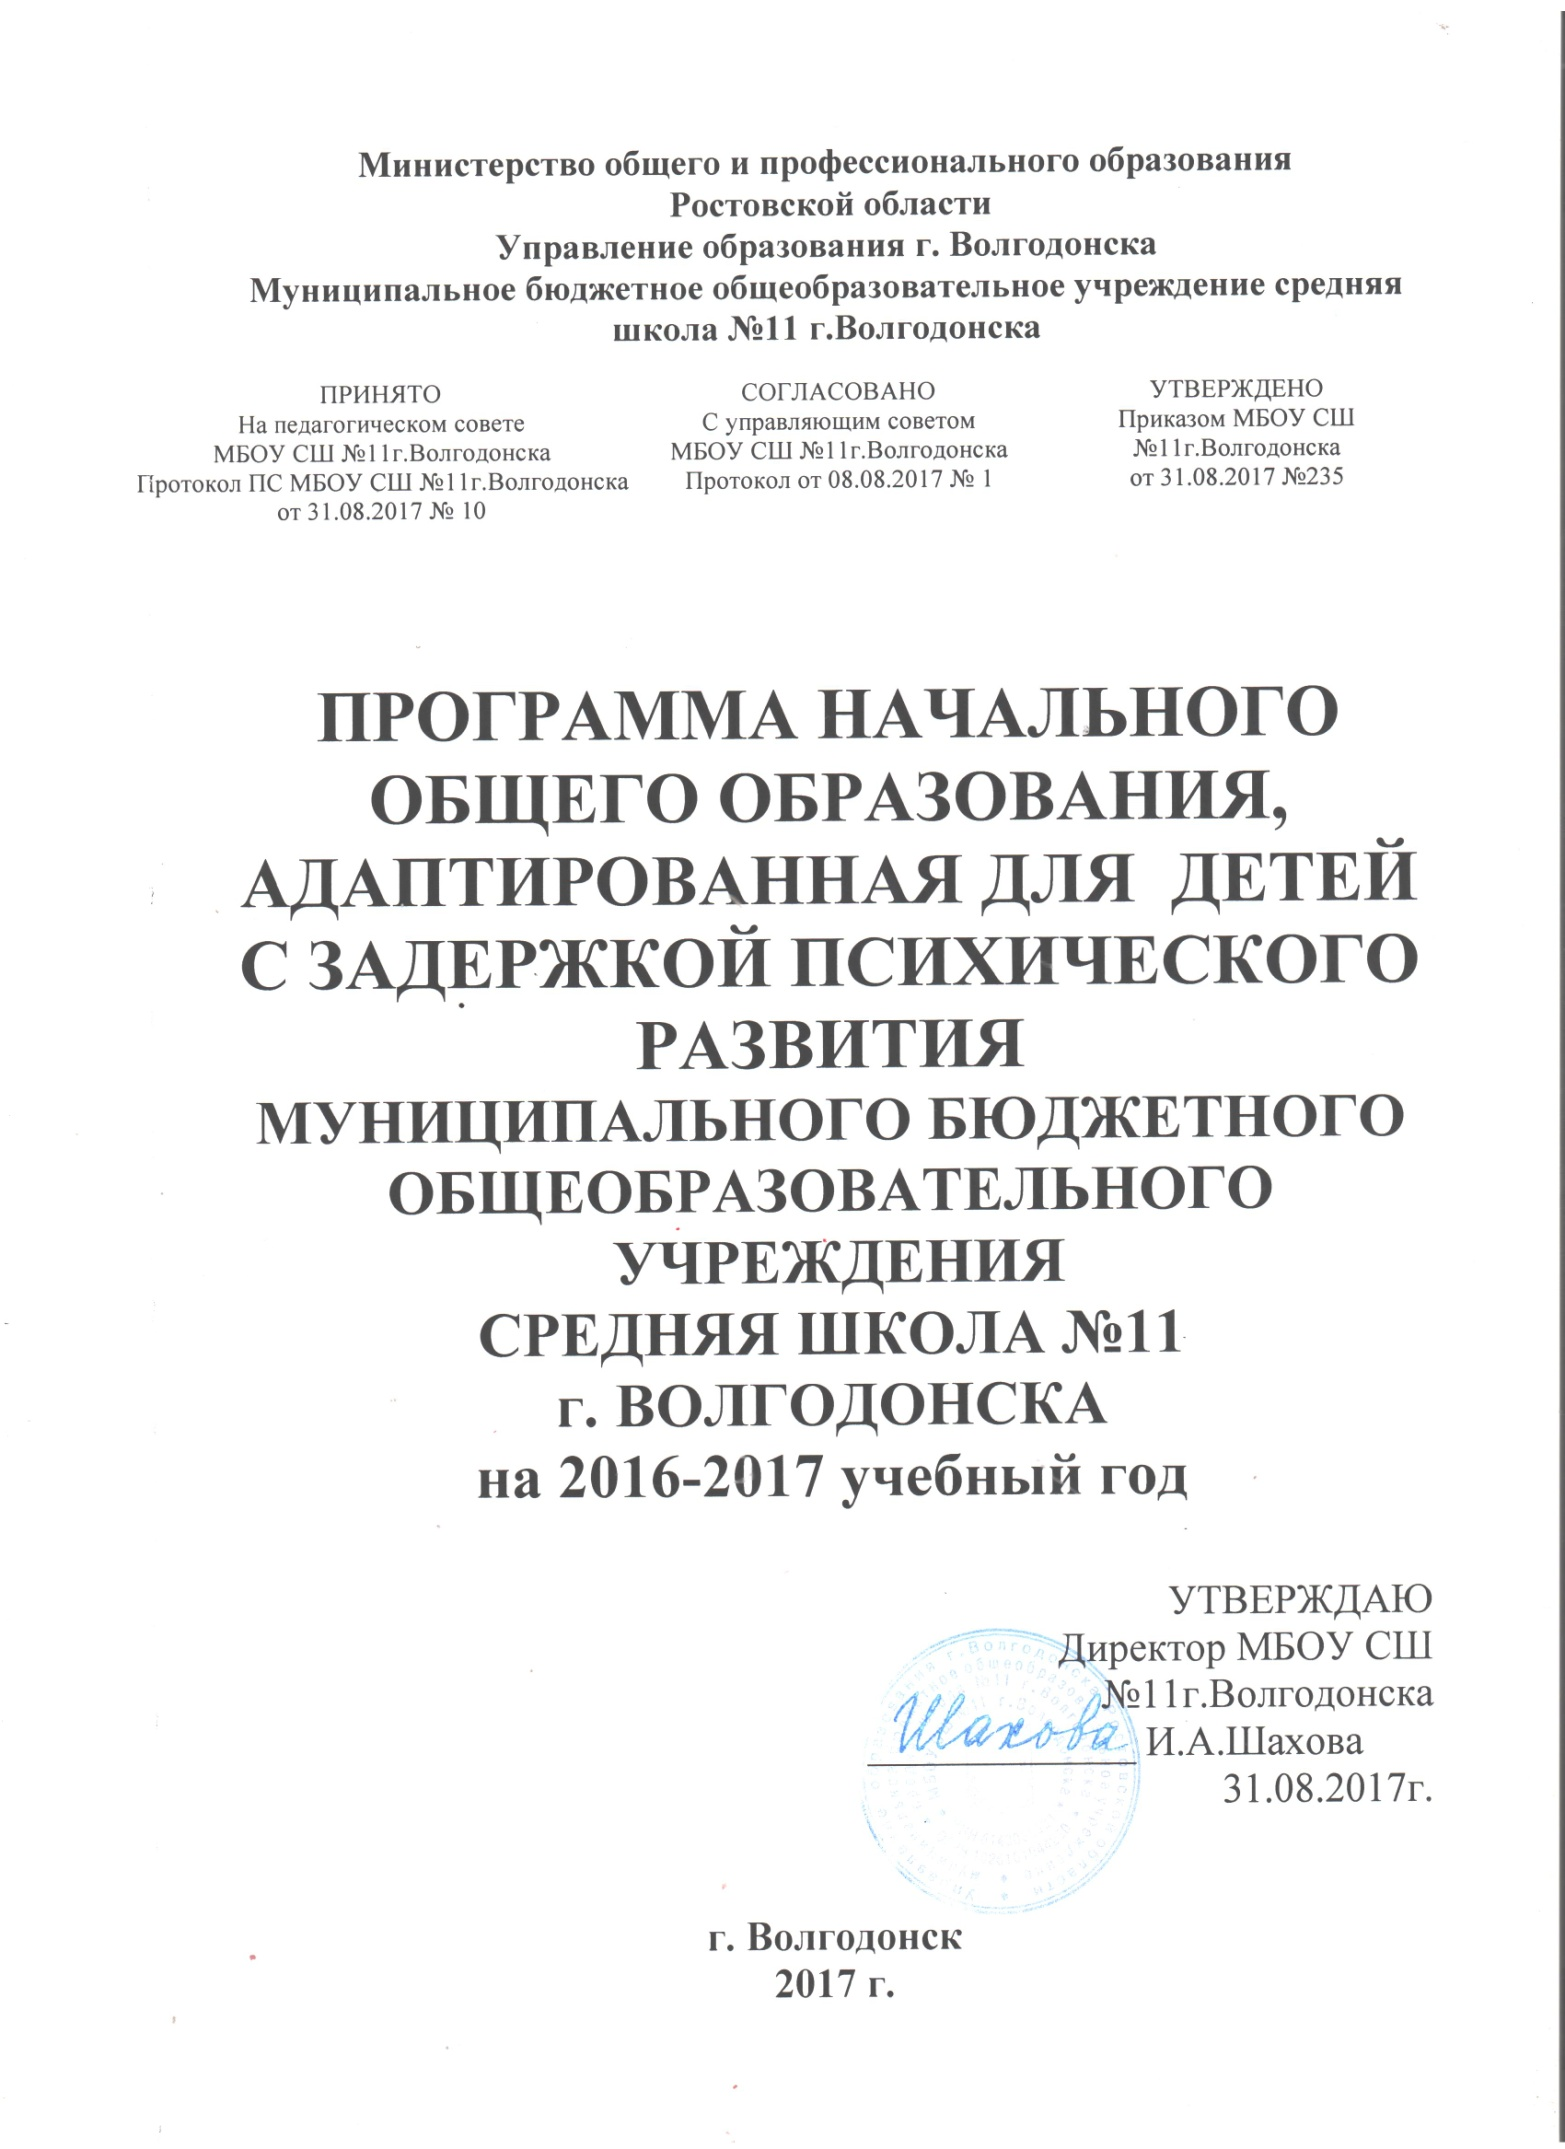 Министерство общего и профессионального образования
Ростовской области
Управление образования г. Волгодонска
Муниципальное бюджетное общеобразовательное учреждение средняя
школа №11 г.Волгодонска
ПРИНЯТО
На педагогическом совете
МБОУ СШ №11г.Волгодонска
Протокол ПС МБОУ СШ №11г.Волгодонска
от 31.08.2017 № 10
СОГЛАСОВАНО
С управляющим советом
МБОУ СШ №11г.Волгодонска
Протокол от 08.08.2017 № 1
УТВЕРЖДЕНО
Приказом МБОУ СШ
№11г.Волгодонска
от 31.08.2017 №235
ПРОГРАММА НАЧАЛЬНОГО
ОБЩЕГО ОБРАЗОВАНИЯ,
АДАПТИРОВАННАЯ ДЛЯ ДЕТЕЙ
С ЗАДЕРЖКОЙ ПСИХИЧЕСКОГО
РАЗВИТИЯ
МУНИЦИПАЛЬНОГО БЮДЖЕТНОГО
ОБЩЕОБРАЗОВАТЕЛЬНОГО
УЧРЕЖДЕНИЯ
СРЕДНЯЯ ШКОЛА №11
г. ВОЛГОДОНСКА
на 2016-2017 учебный год
УТВЕРЖДАЮ
Директор МБОУ СШ
№11г.Волгодонска
Шахова И.А.Шахова
31.08.2017г.
г. Волгодонск
2017 г.